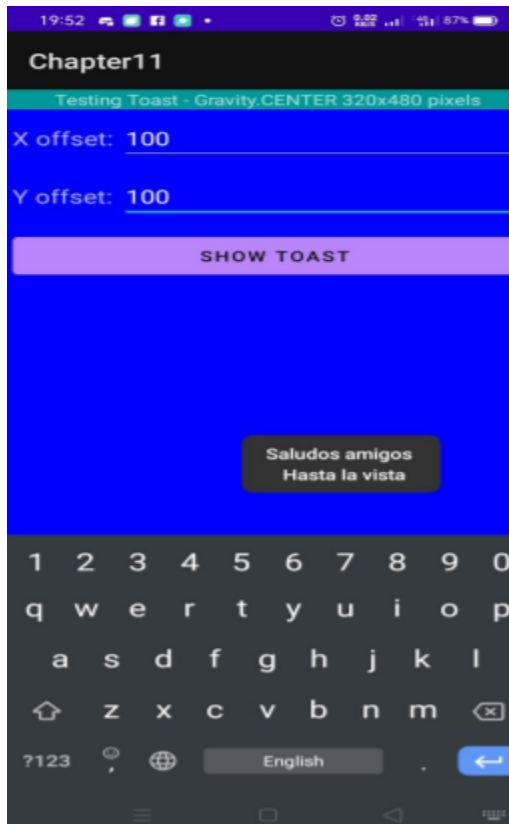 19:52 87%
Chapter11
Testing Toast - Gravity.CENTER 320x480 pixels
X offset: 100
Y offset: 100
SHOW TOAST
Saludos amigos
Hasta la vista
1 2 3 4 5 6 7 8 9 0
q w e r t y u i o p
a s d f g h j k l
z x c v b n m
?123 , English .